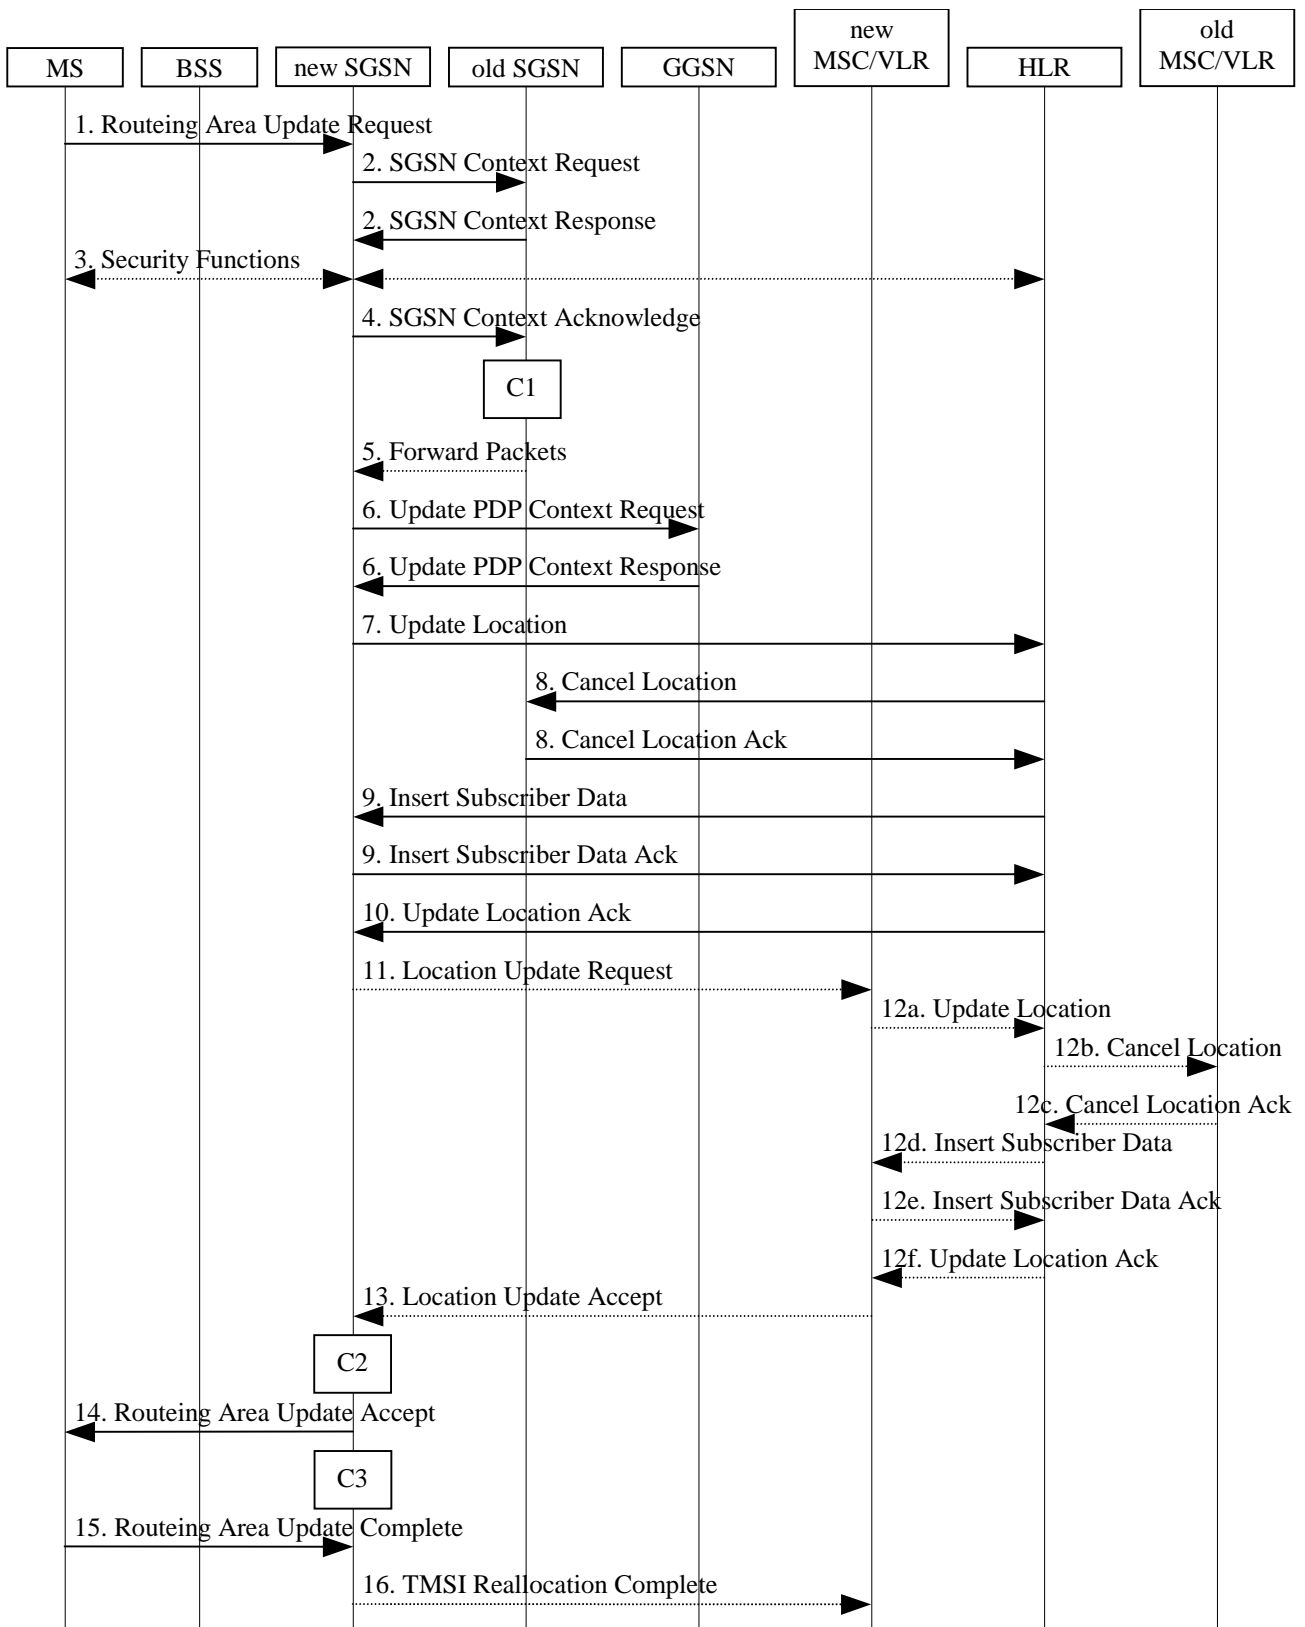 new
MSC/VLR
old
MSC/VLR
MS
BSS
new SGSN
old SGSN
GGSN
HLR
1. Routeing Area Update Request
2. SGSN Context Request
2. SGSN Context Response
3. Security Functions
4. SGSN Context Acknowledge
C1
5. Forward Packets
6. Update PDP Context Request
6. Update PDP Context Response
7. Update Location
8. Cancel Location
8. Cancel Location Ack
9. Insert Subscriber Data
9. Insert Subscriber Data Ack
10. Update Location Ack
11. Location Update Request
12a. Update Location
12b. Cancel Location
12c. Cancel Location Ack
12d. Insert Subscriber Data
12e. Insert Subscriber Data Ack
12f. Update Location Ack
13. Location Update Accept
C2
14. Routeing Area Update Accept
C3
15. Routeing Area Update Complete
16. TMSI Reallocation Complete